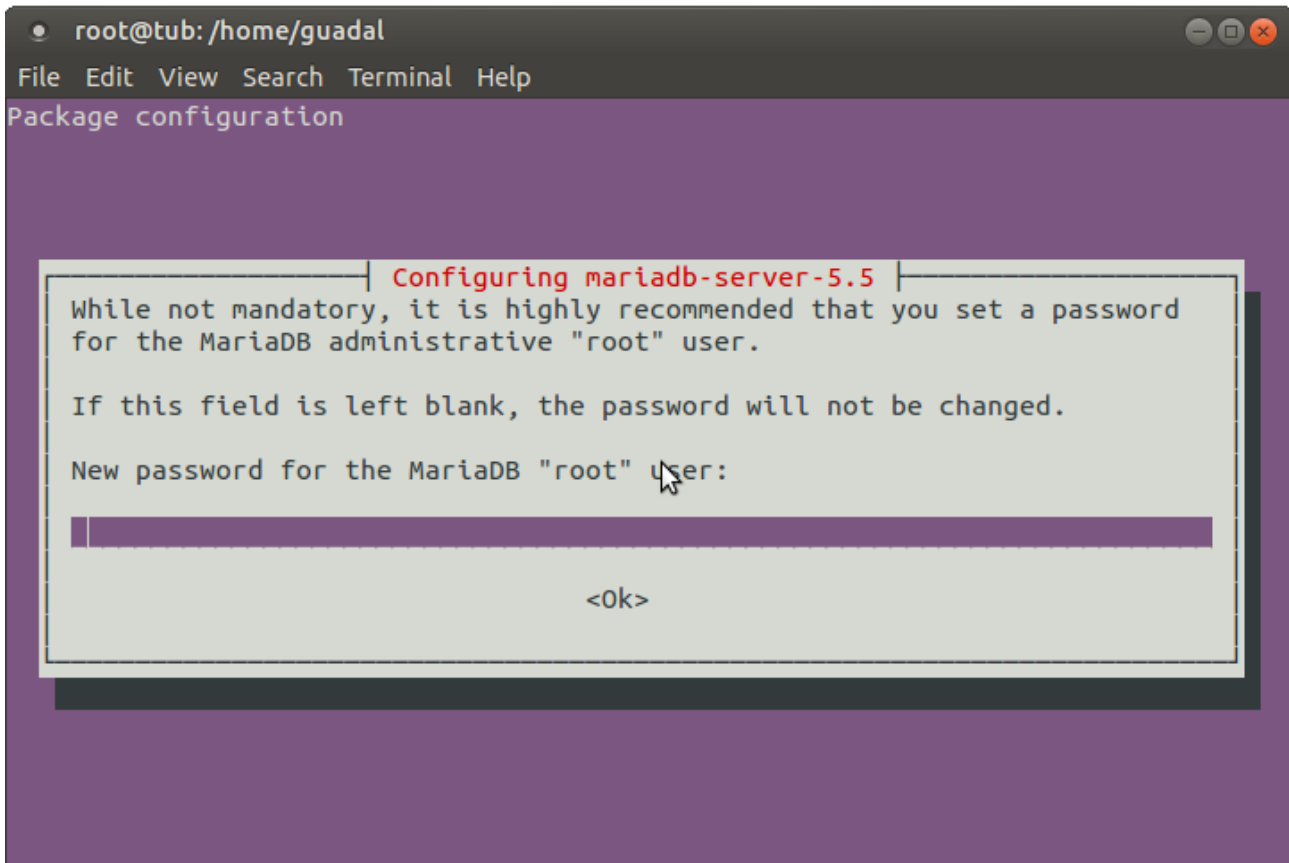 root@tub: /home/guadal
File Edit View Search Terminal Help
Package configuration
Configuring mariadb-server-5.5
While not mandatory, it is highly recommended that you set a password
for the MariaDB administrative "root" user.
If this field is left blank, the password will not be changed.
New password for the MariaDB "root" user:
<Ok>